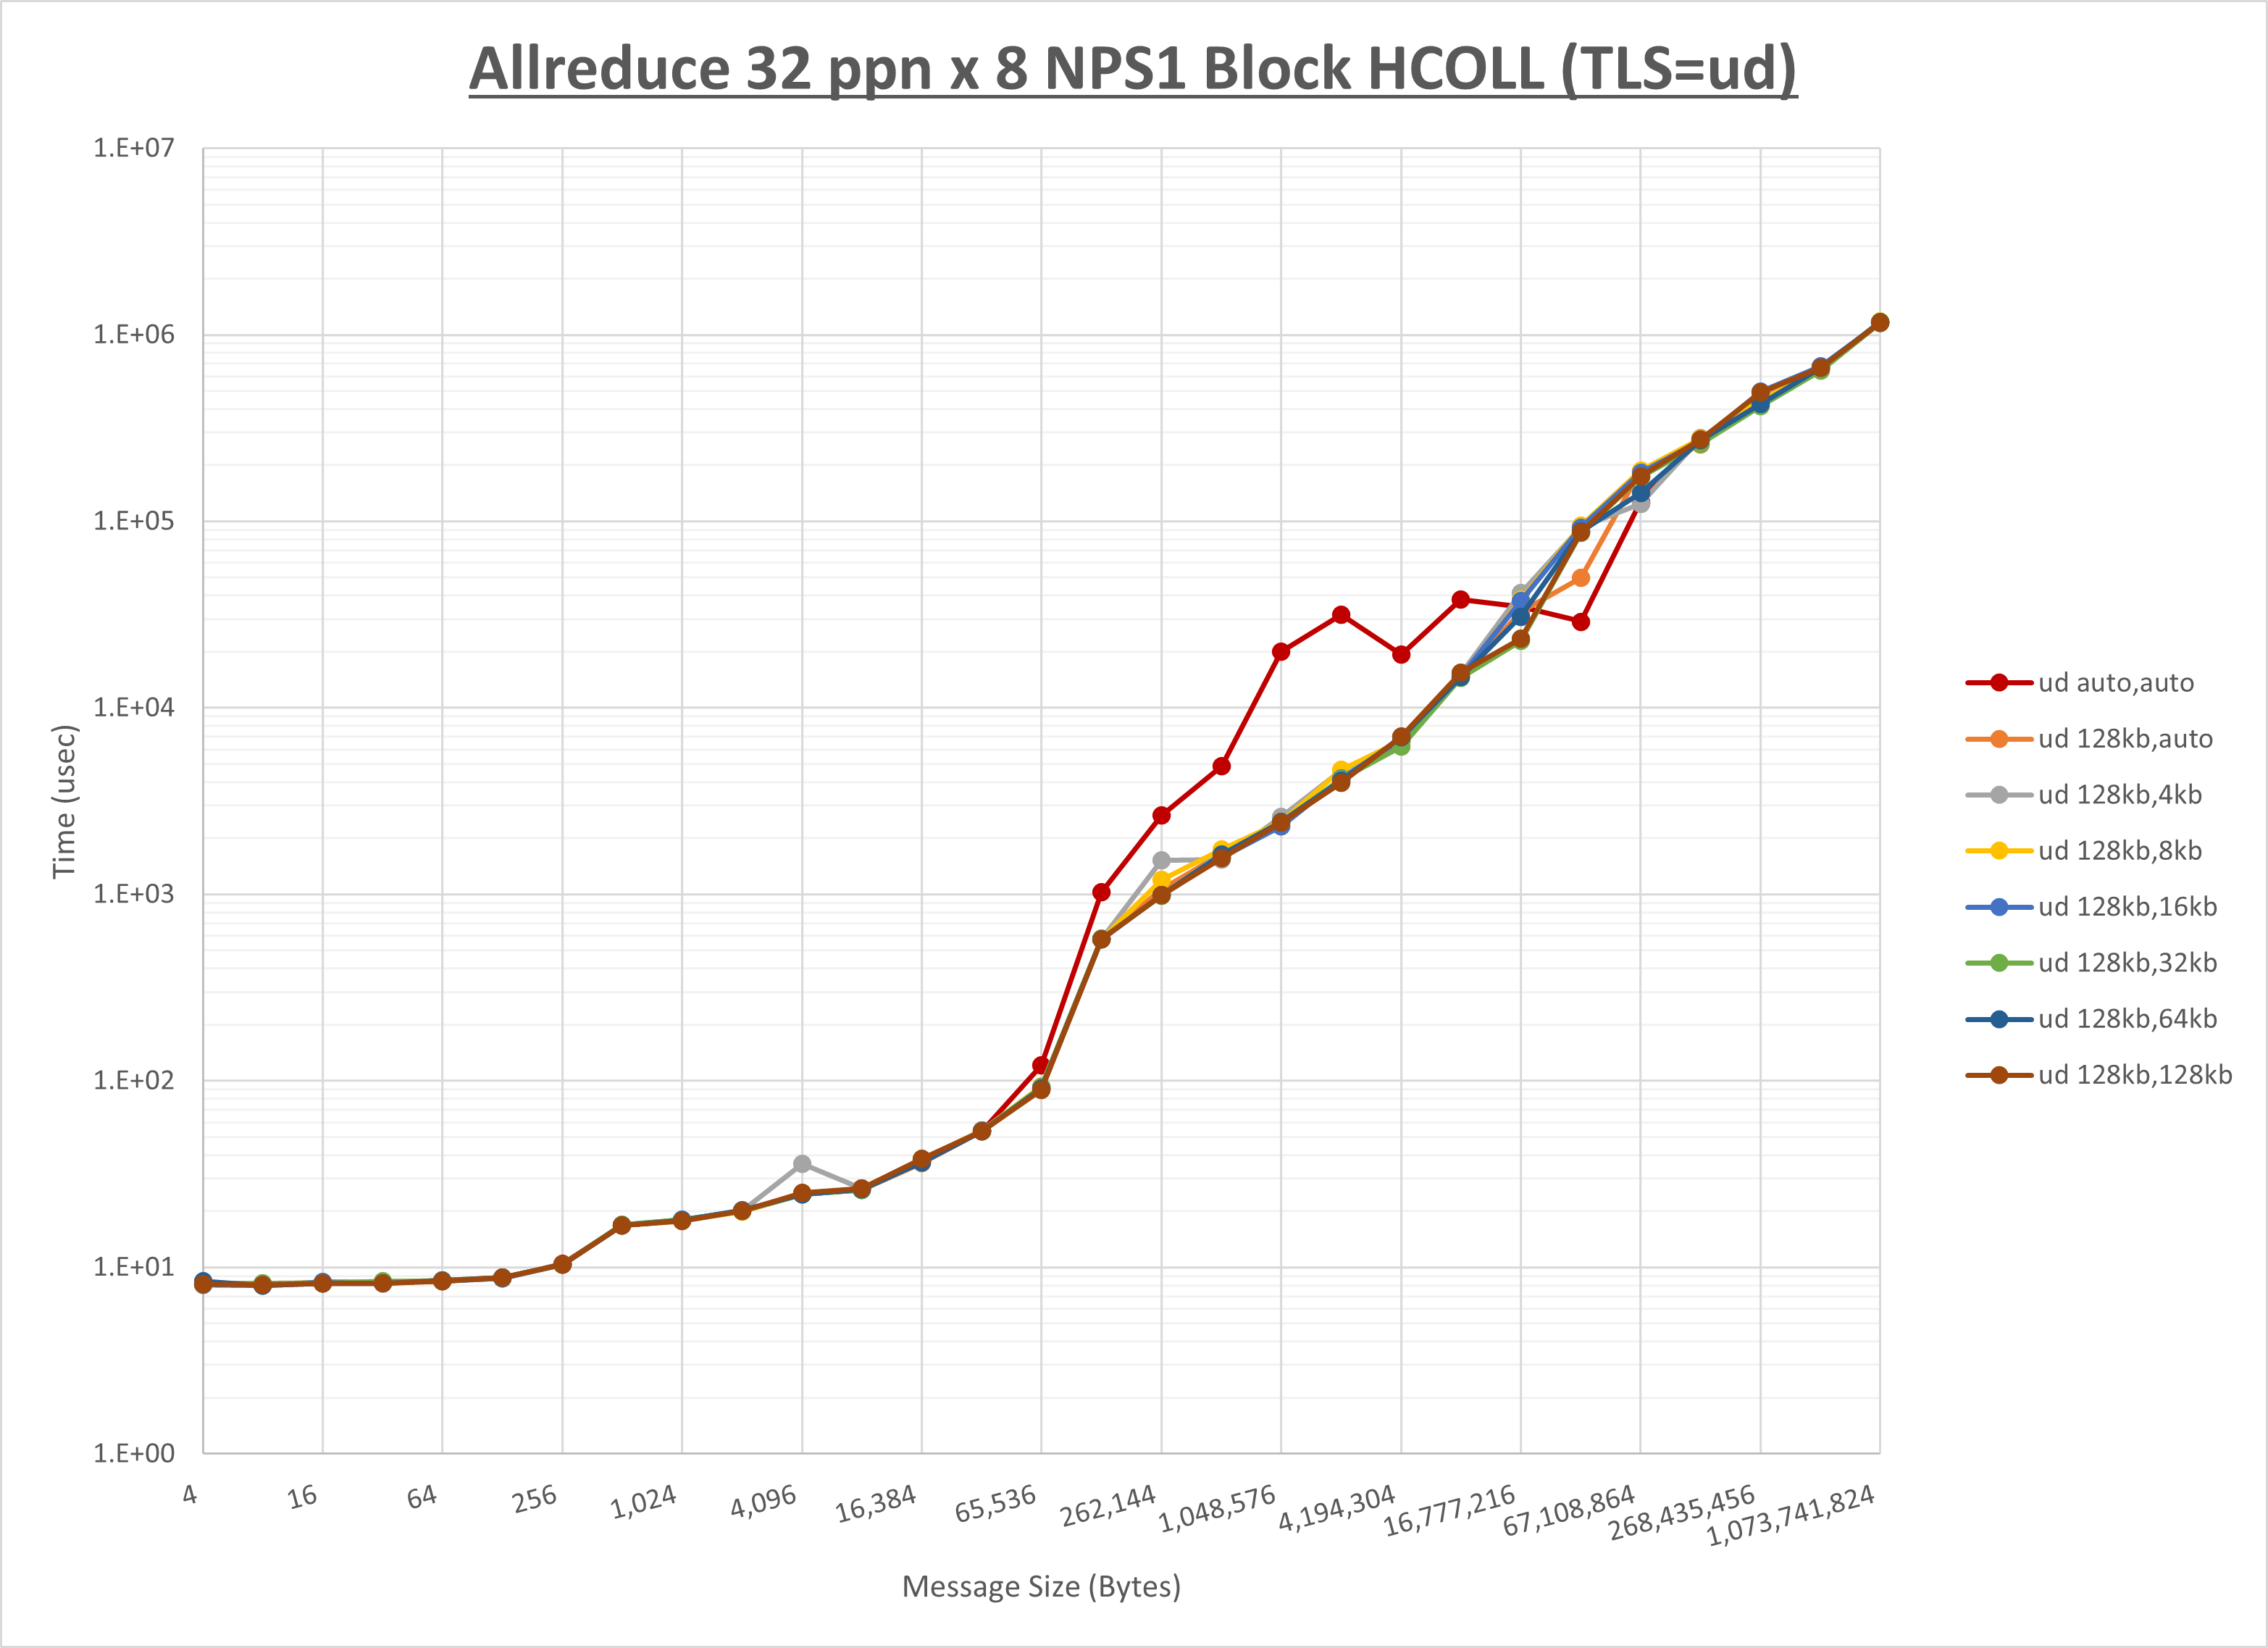 Allreduce 32 ppn x 8 NPS1 Block HCOLL (TLS=ud)
1.E+07
1.E+06
1.E+05
1.E+04
1.E+03
1.E+02
1.E+01
1.E+00
Time (usec)
4
16
64
256
1,024
4,096
16,384
65,536
262,144
1,048,576
4,194,304
16,777,216
67,108,864
268,435,456
1,073,741,824
Message Size (Bytes)
ud auto,auto
ud 128kb,auto
ud 128kb,4kb
ud 128kb,8kb
ud 128kb,16kb
ud 128kb,32kb
ud 128kb,64kb
ud 128kb,128kb